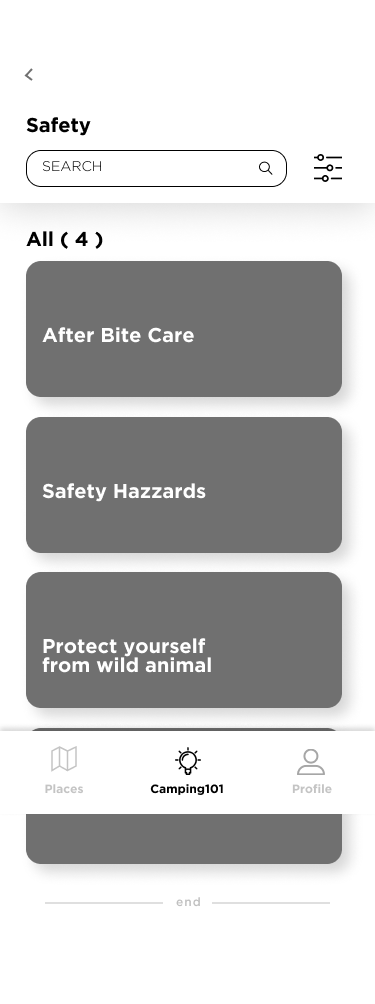 Safety
SEARCH
All ( 4 )
After Bite Care
Safety Hazzards
Protect yourself
from wild animal
Places
Camping101
Profile
end